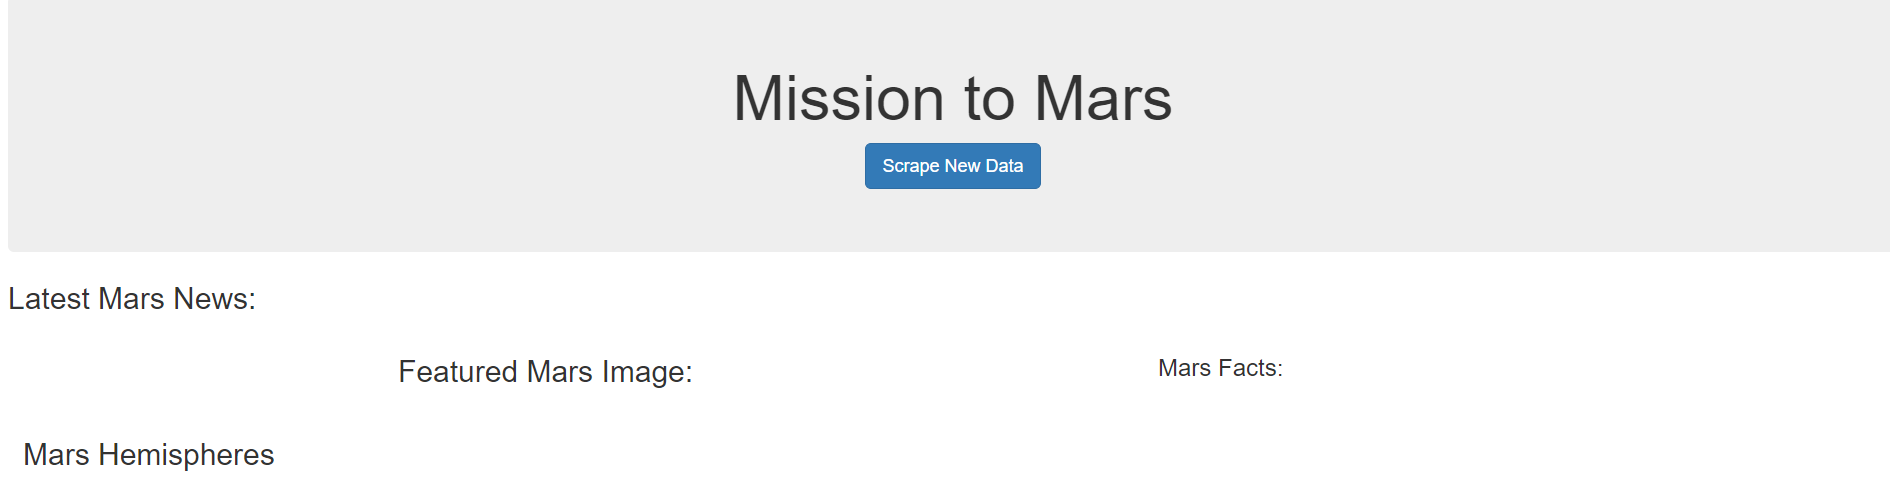 Mission to Mars
Scrape New Data
Latest Mars News:
Featured Mars Image:
Mars Facts:
Mars Hemispheres